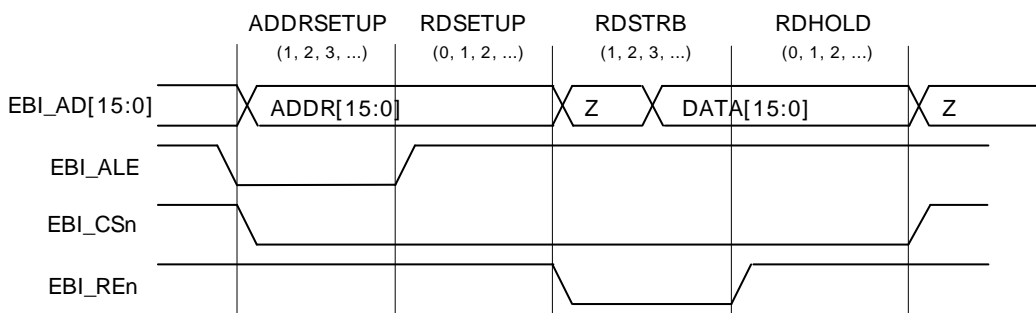 ADDRSETUP RDSETUP RDSTRB RDHOLD
(1, 2, 3, ...) (0, 1, 2, ...) (1, 2, 3, ...) (0, 1, 2, ...)
EBI_AD[15:0] ADDR[15:0] Z DATA[15:0] Z
EBI_ALE
EBI_CSn
EBI_REn